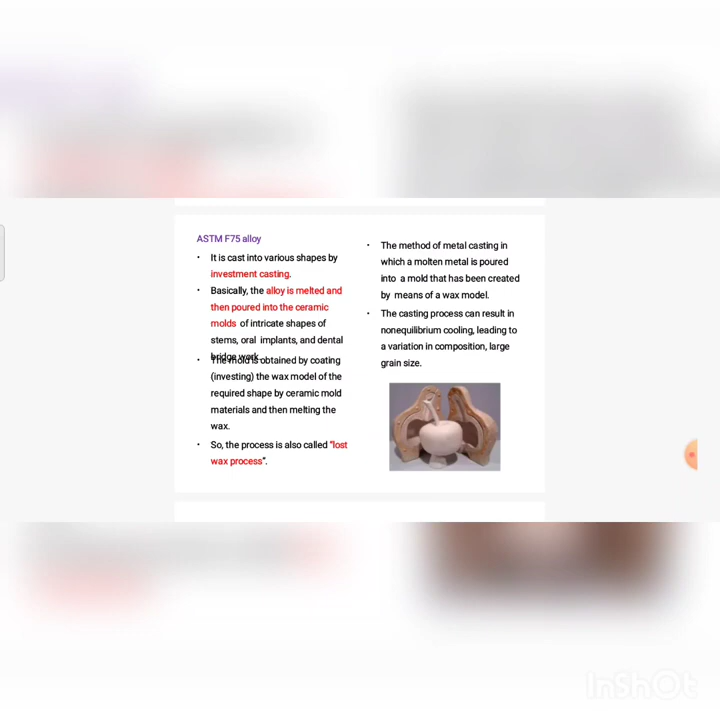 ASTM F75 alloy
• It is cast into various shapes by
investment casting.
• Basically, the alloy is melted and
then poured into the ceramic
molds of intricate shapes of
stems, oral implants, and dental
bridge work.
• The mold is obtained by coating
(investing) the wax model of the
required shape by ceramic mold
materials and then melting the
wax.
• So, the process is also called "lost
wax process".
• The method of metal casting in
which a molten metal is poured
into a mold that has been created
by means of a wax model.
• The casting process can result in
nonequilibrium cooling, leading to
a variation in composition, large
grain size.
InShOt